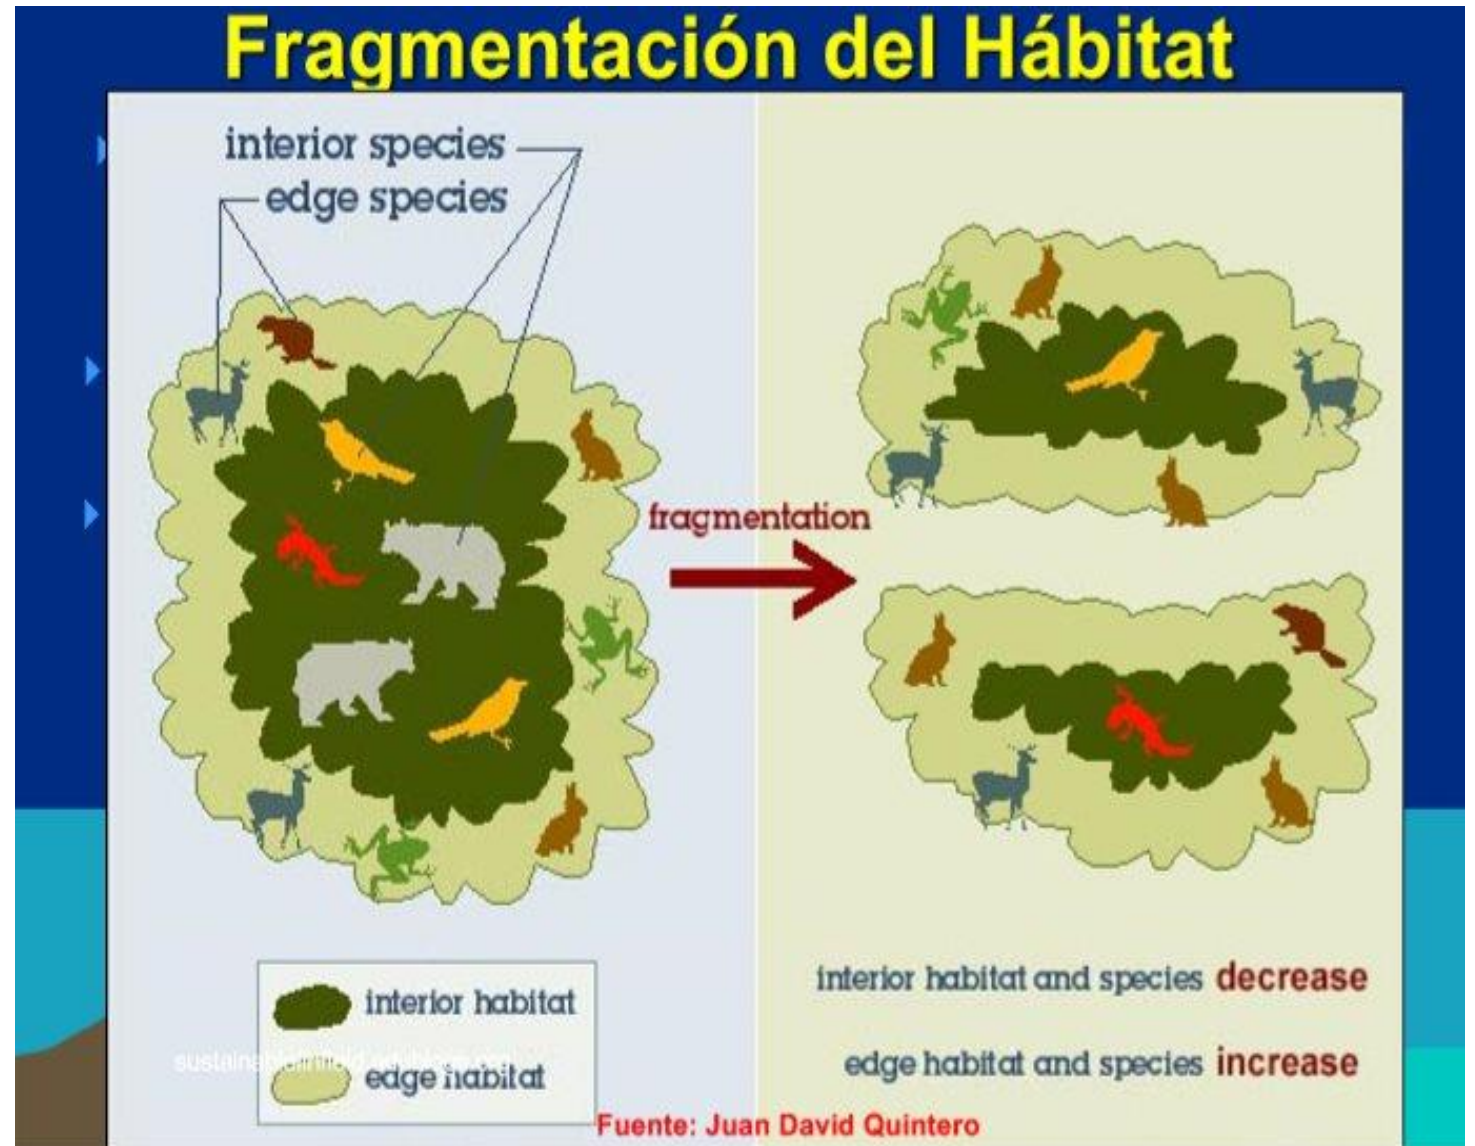 Fragmentación del Hábitat
interior species
edge species
fragmentation
interior habitat
edge habitat
interior habitat and species decrease
edge habitat and species increase
Fuente: Juan David Quintero